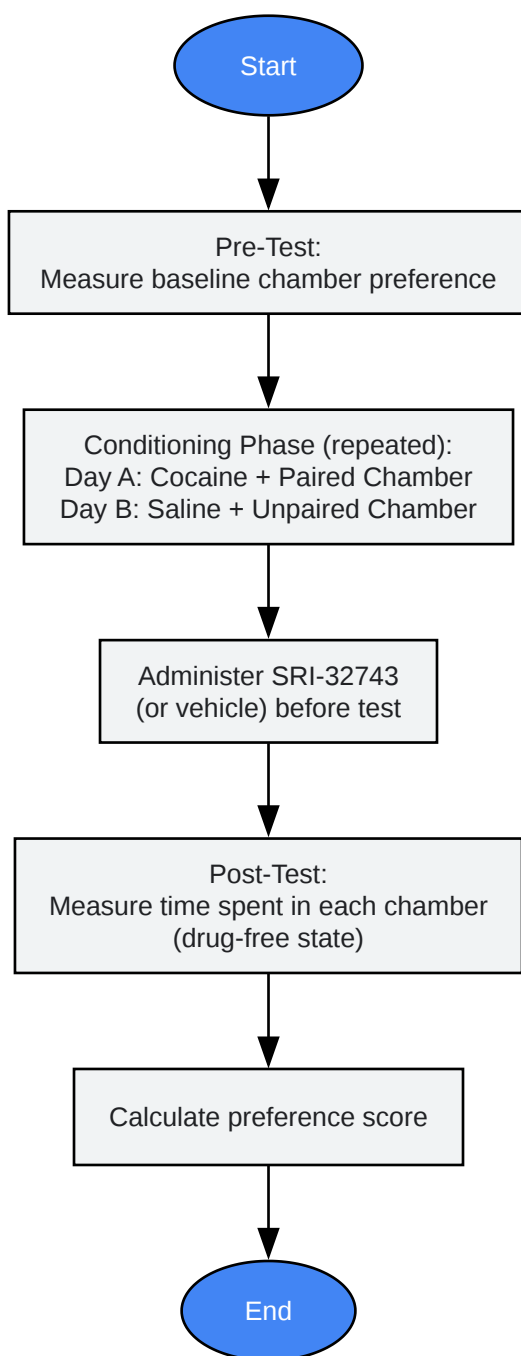 Start
Pre-Test:
Measure baseline chamber preference
Conditioning Phase (repeated):
Day A: Cocaine + Paired Chamber
Day B: Saline + Unpaired Chamber
Administer SRI-32743
(or vehicle) before test
Post-Test:
Measure time spent in each chamber
(drug-free state)
Calculate preference score
End